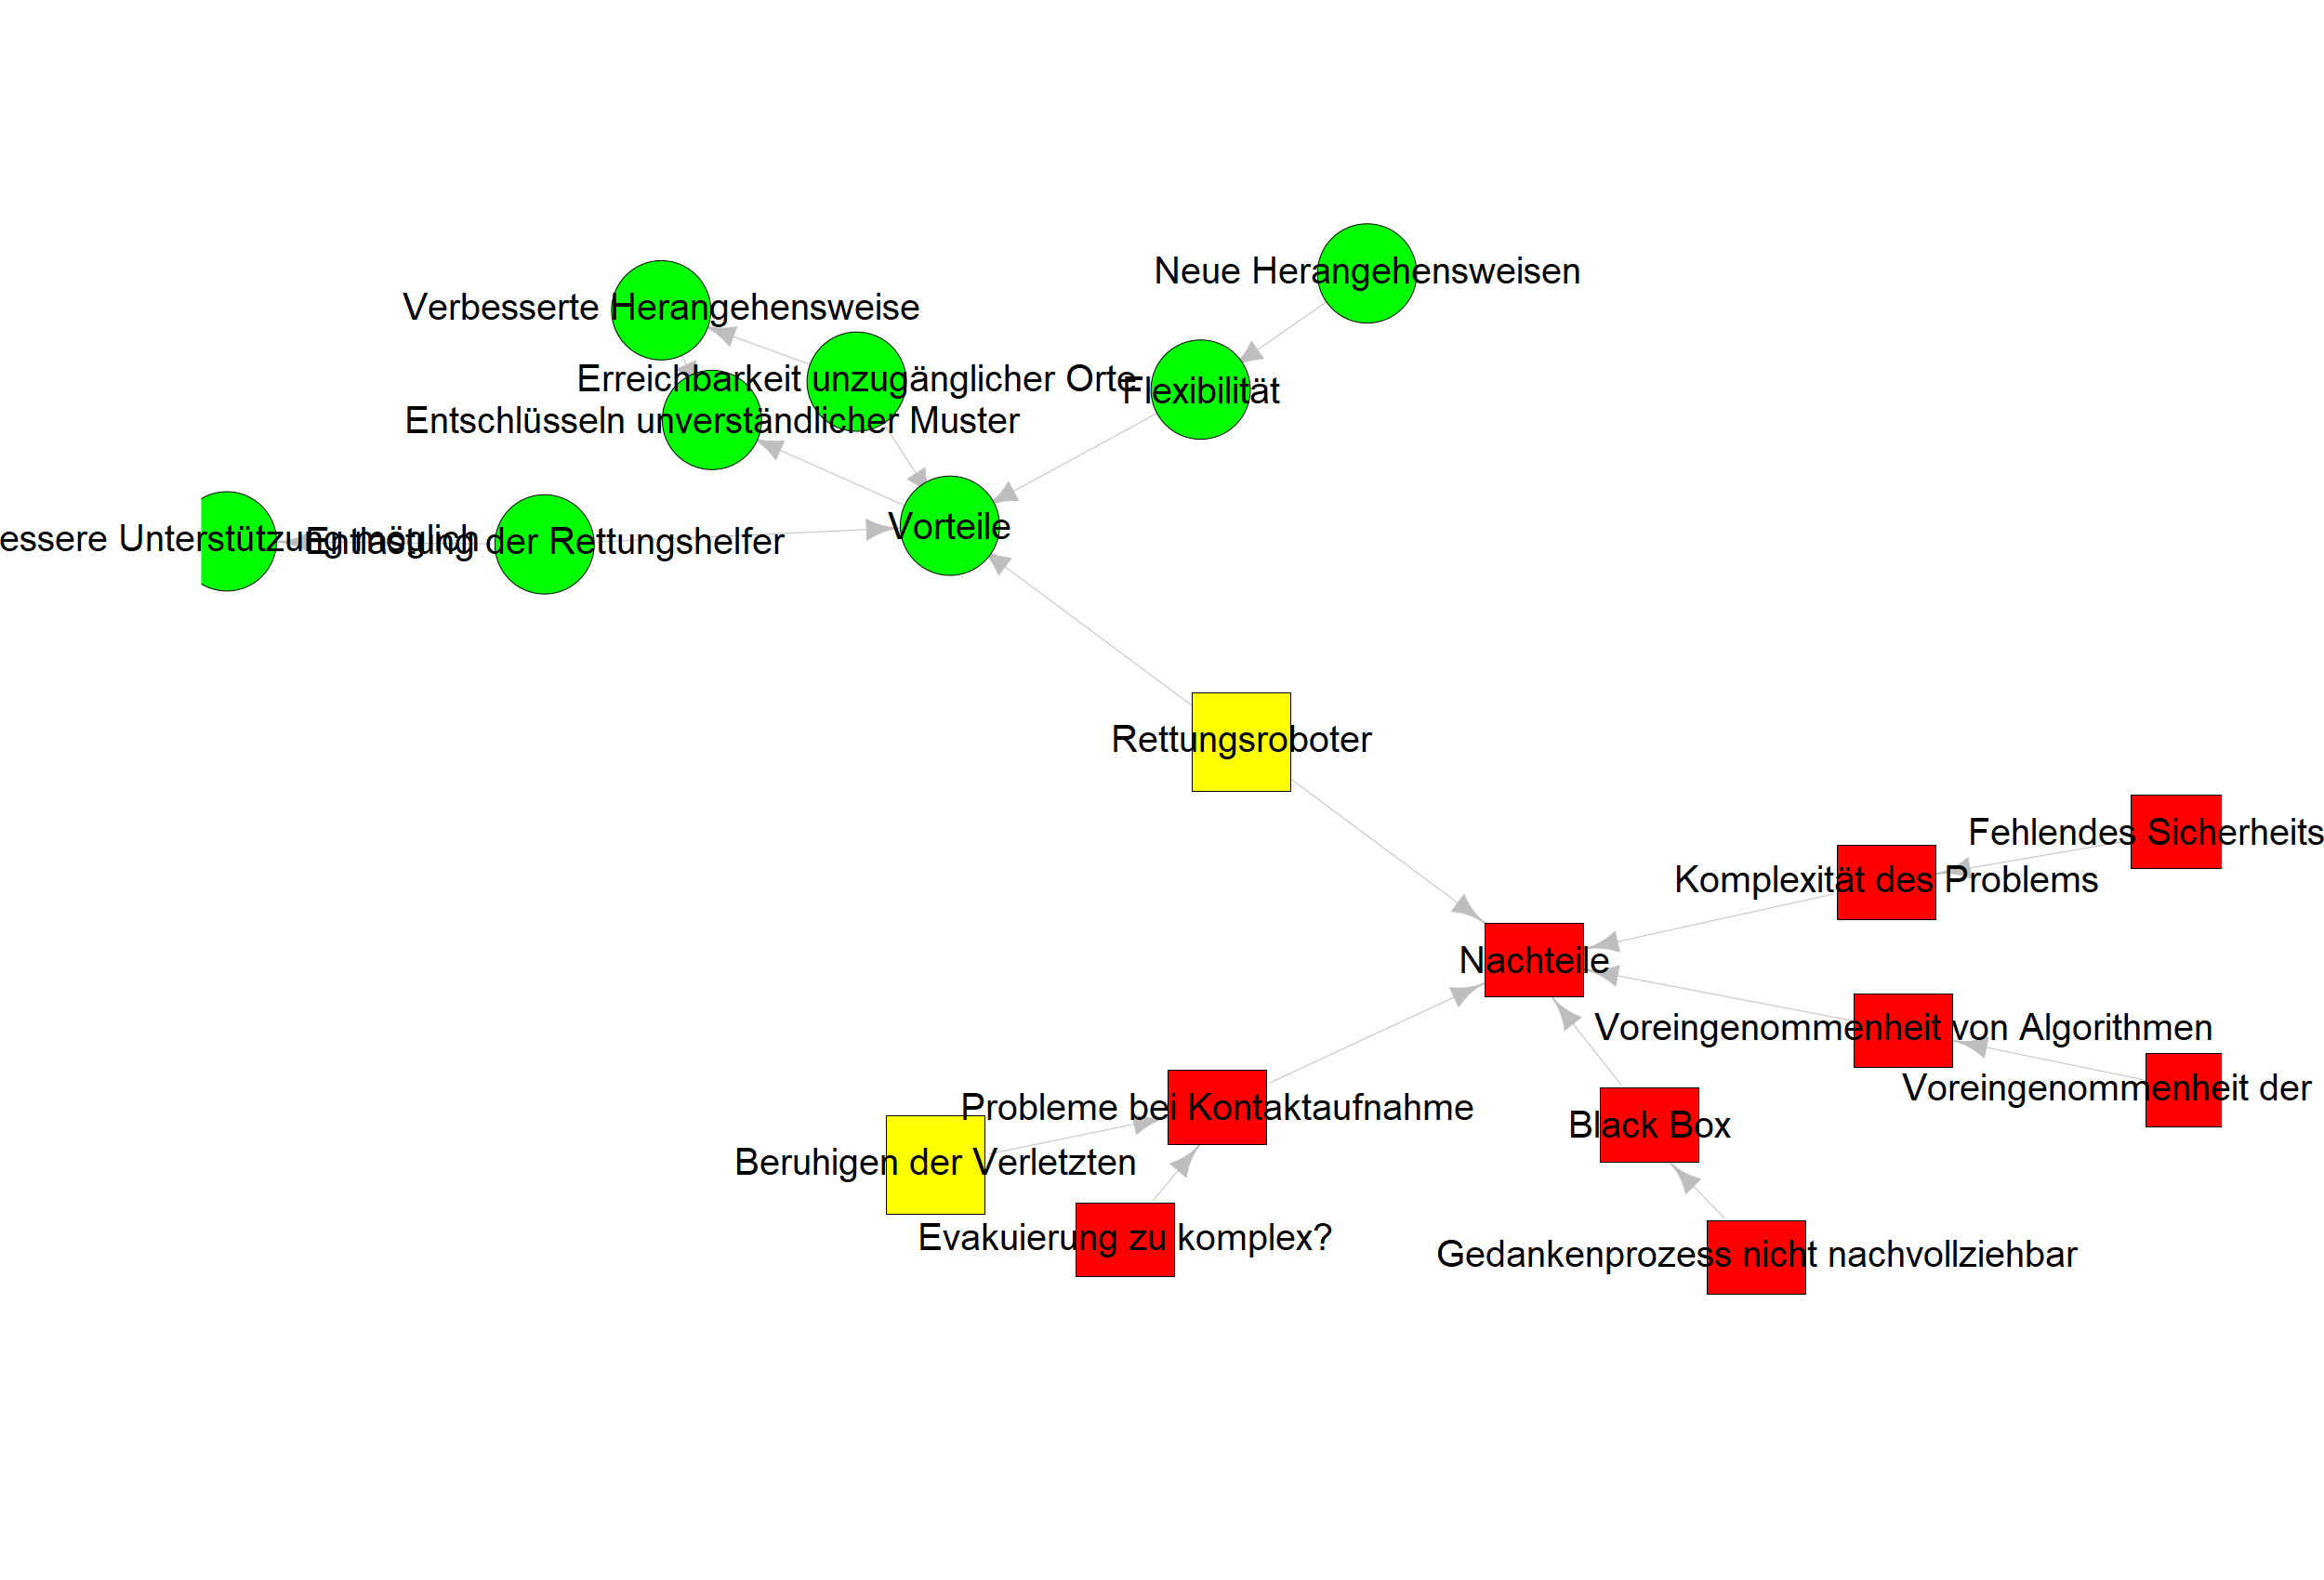 Neue Herangehensweisen
Verbesserte Herangehensweise
Erreichbarkeit unzugänglicher Orte
Flexibilität
Entschlüsseln unverständlicher Muster
Vorteile
essere Unterstützung möglich
Entlastung der Rettungshelfer
Rettungsroboter
Fehlendes Sicherheits
Komplexität des Problems
Nachteile
Voreingenommenheit von Algorithmen
Voreingenommenheit der
Probleme bei Kontaktaufnahme
Black Box
Beruhigen der Verletzten
Evakuierung zu komplex?
Gedankenprozess nicht nachvollziehbar